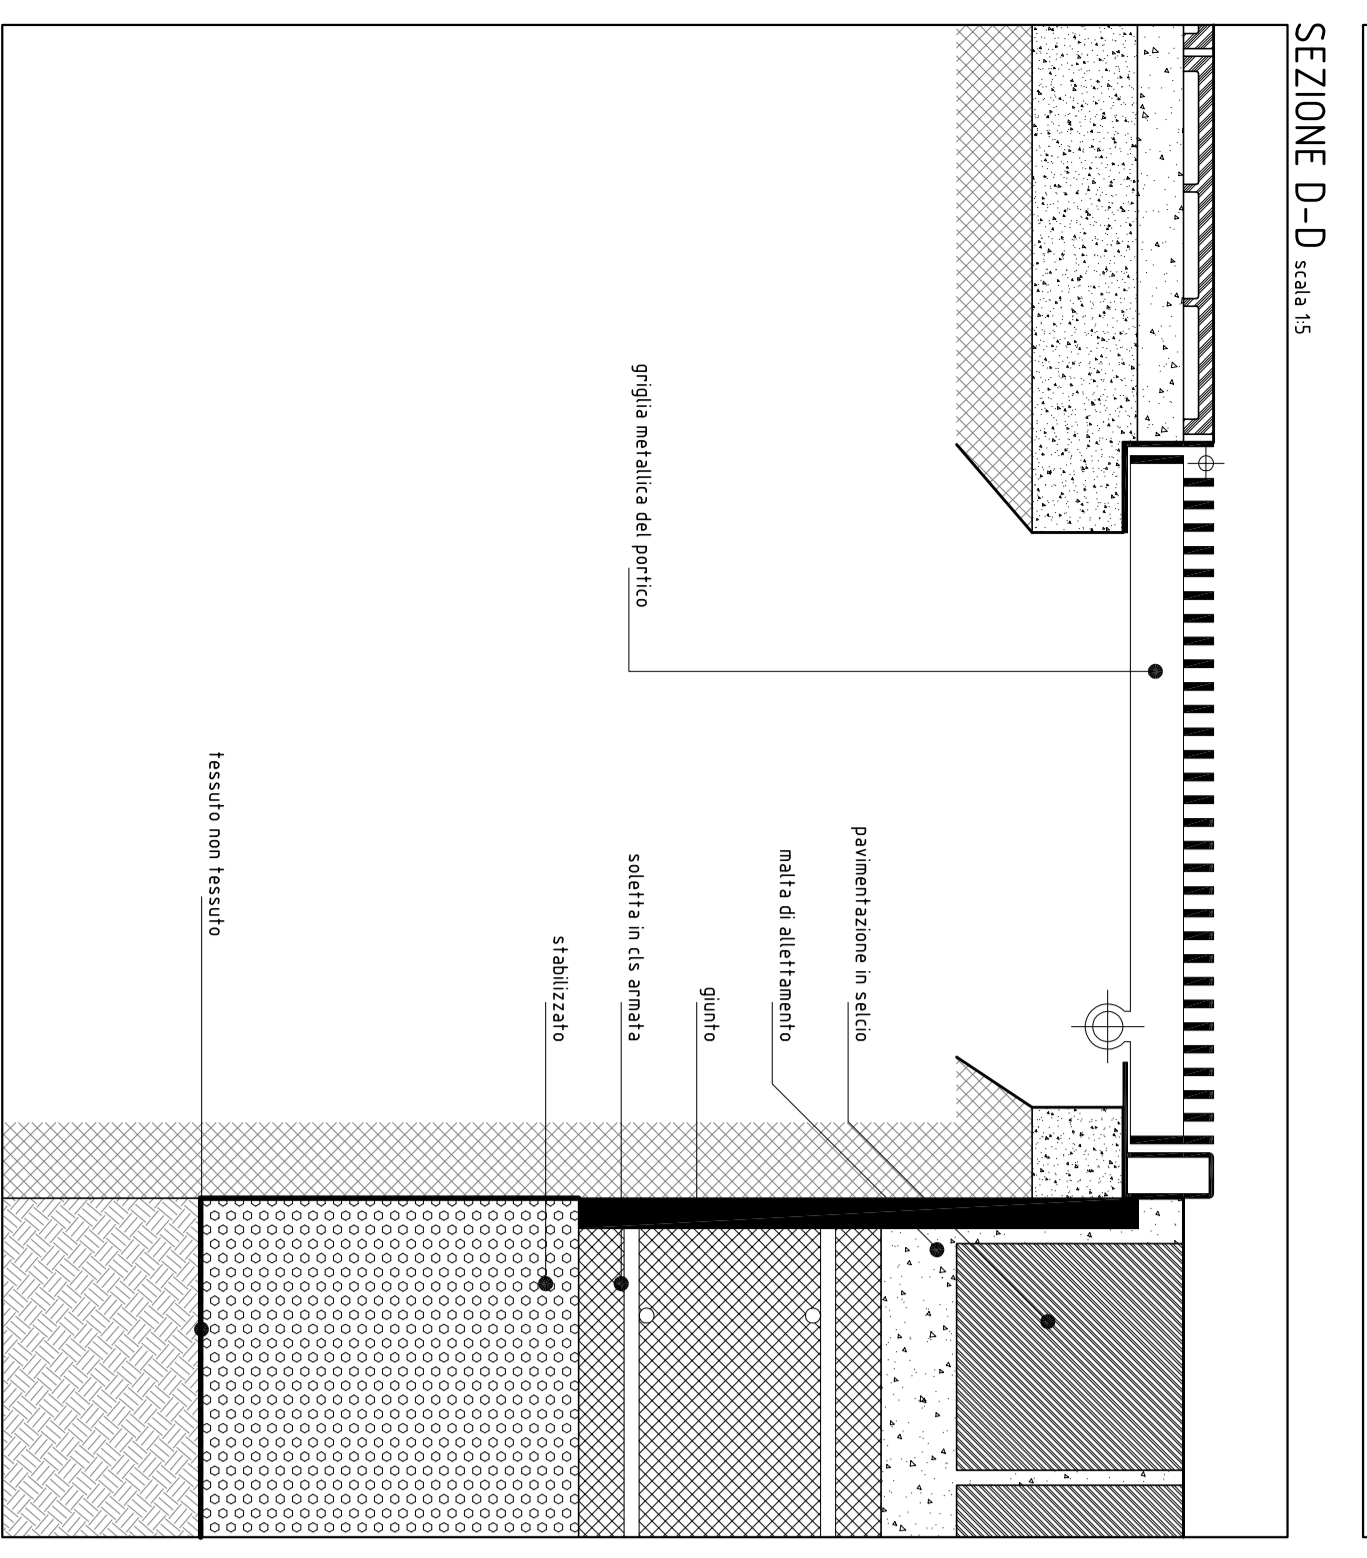 SEZIONE D-D scala 1:5
griglia metallica del portico
pavimentazione in selcio
malta di allettamento
giunto
soletta in cls armata
stabilizzato
tessuto non tessuto